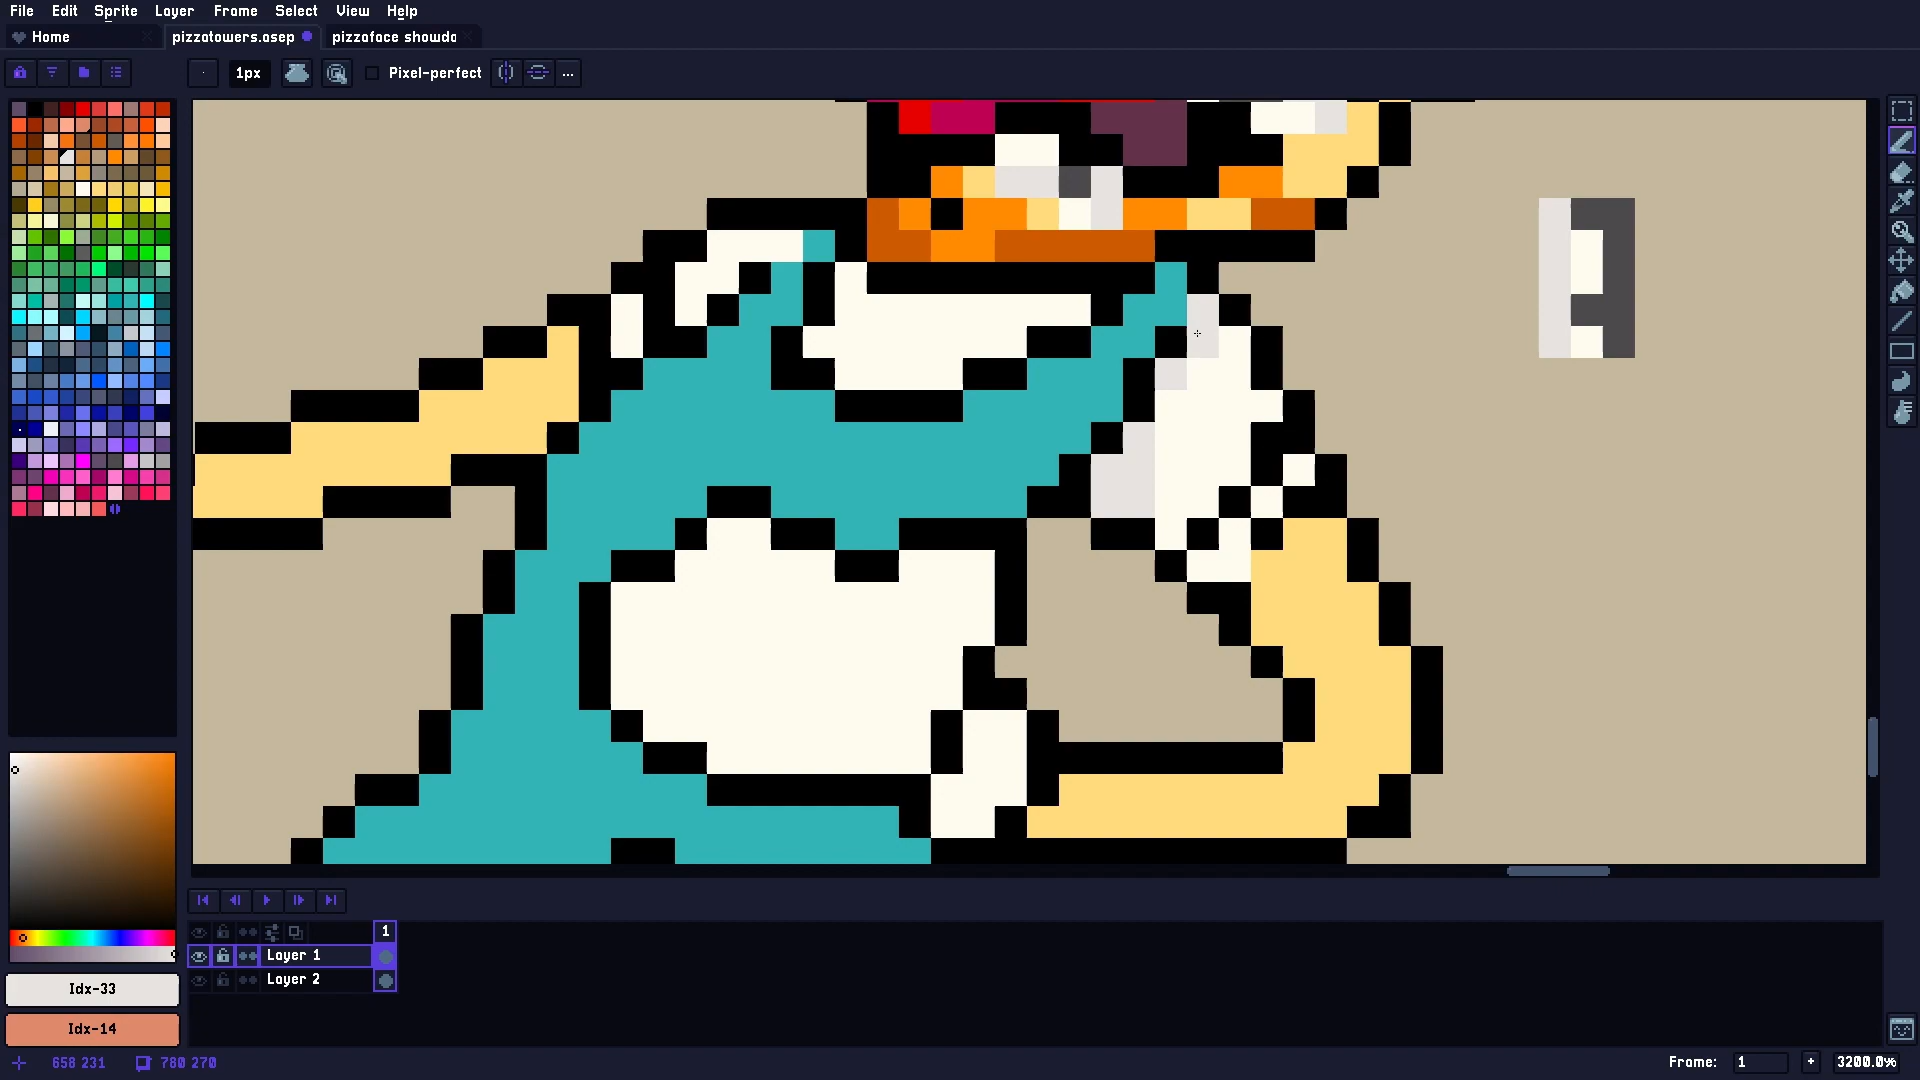 File Edit Sprite Layer Frame Select View Help
Home pizzatowers.asep pizzaface showdo
1px Pixel-perfect ...
1
Layer 1
Layer 2
Idx-33
Idx-14
658 231 780 270 Frame: 1 + 3200.0%